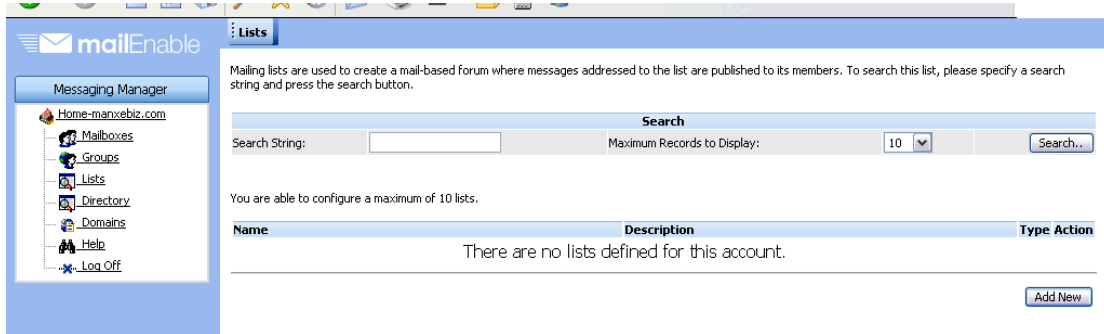 mailEnable
Messaging Manager
Home-manxebiz.com
Mailboxes
Groups
Lists
Directory
Domains
Help
Log Off
Lists
Mailing lists are used to create a mail-based forum where messages addressed to the list are published to its members. To search this list, please specify a search
string and press the search button.
Search
Search String: Maximum Records to Display: 10 Search..
You are able to configure a maximum of 10 lists.
Name Description Type Action
There are no lists defined for this account.
Add New